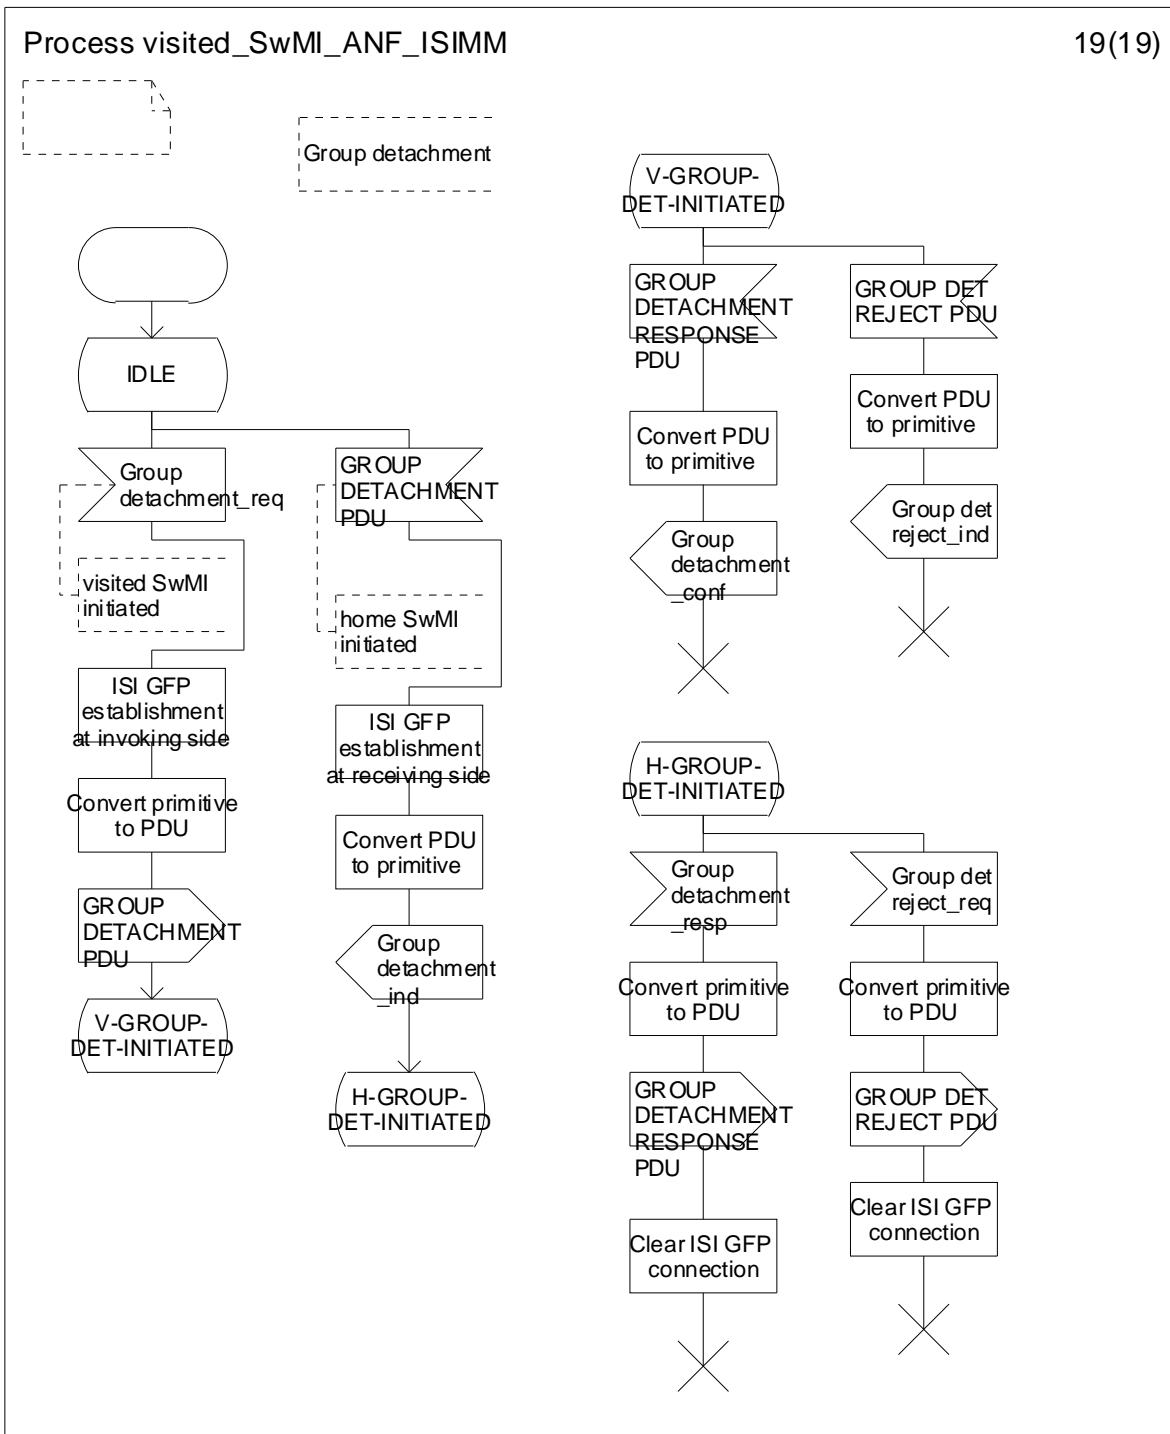 Process visited_SwMI_ANF_ISIMM
19(19)
Group detachment
IDLE
Group
detachment_req
visited SwMI
initiated
ISI GFP
establishment
at invoking side
Convert primitive
to PDU
GROUP
DETACHMENT
PDU
V-GROUP-
DET-INITIATED
GROUP
DETACHMENT
PDU
home SwMI
initiated
ISI GFP
establishment
at receiving side
Convert PDU
to primitive
Group
detachment
_ind
H-GROUP-
DET-INITIATED
V-GROUP-
DET-INITIATED
GROUP
DETACHMENT
RESPONSE
PDU
Convert PDU
to primitive
Group
detachment
_conf
GROUP DET
REJECT PDU
Convert PDU
to primitive
Group det
reject_ind
H-GROUP-
DET-INITIATED
Group
detachment
_resp
Convert primitive
to PDU
GROUP
DETACHMENT
RESPONSE
PDU
Clear ISI GFP
connection
Group det
reject_req
Convert primitive
to PDU
GROUP DET
REJECT PDU
Clear ISI GFP
connection